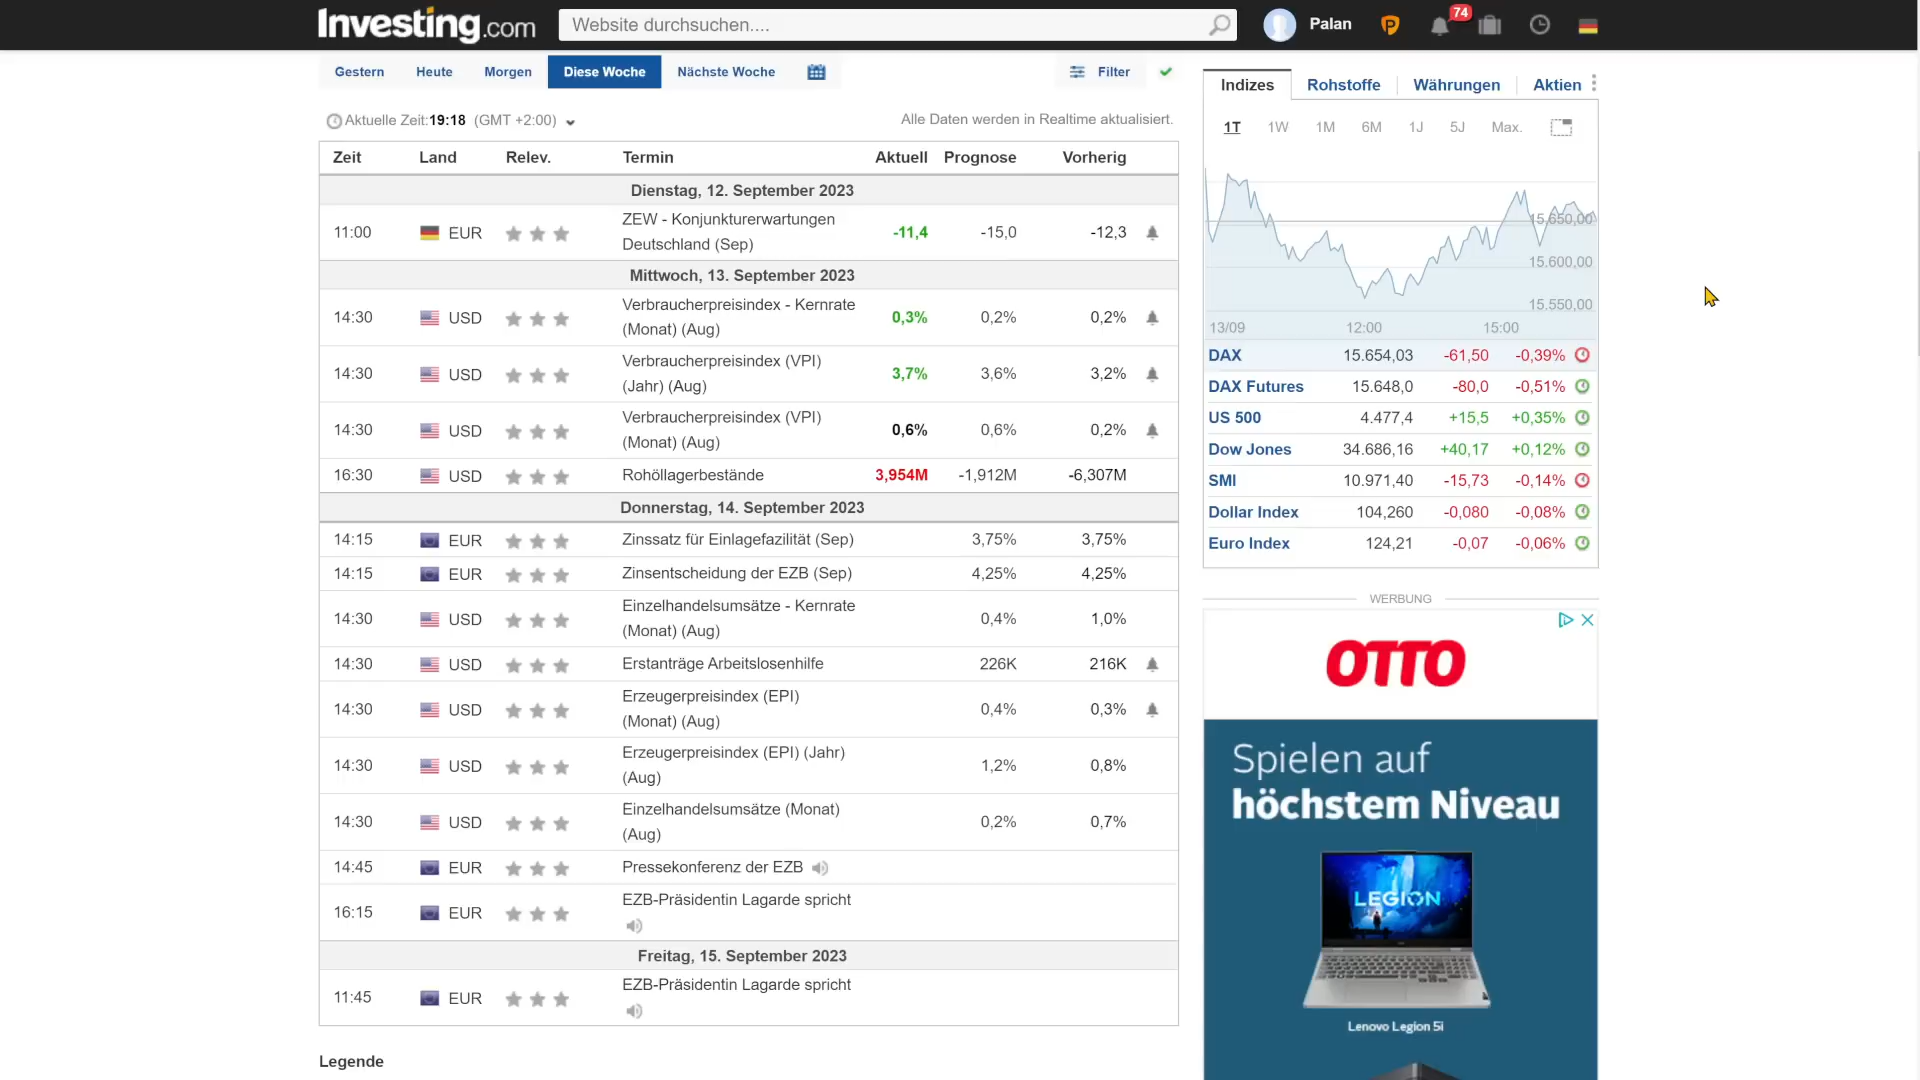 Investing.com
Website durchsuchen....
Palan
74
Gestern Heute Morgen Diese Woche Nächste Woche
Filter
Aktuelle Zeit:19:18 (GMT +2:00)
Alle Daten werden in Realtime aktualisiert.
Zeit Land Relev. Termin Aktuell Prognose Vorherig
Dienstag, 12. September 2023
11:00 EUR ZEW - Konjunkturerwartungen
Deutschland (Sep) -11,4 -15,0 -12,3
Mittwoch, 13. September 2023
14:30 USD Verbraucherpreisindex - Kernrate
(Monat) (Aug) 0,3% 0,2% 0,2%
14:30 USD Verbraucherpreisindex (VPI)
(Jahr) (Aug) 3,7% 3,6% 3,2%
14:30 USD Verbraucherpreisindex (VPI)
(Monat) (Aug) 0,6% 0,6% 0,2%
16:30 USD Rohöllagerbestände 3,954M -1,912M -6,307M
Donnerstag, 14. September 2023
14:15 EUR Zinssatz für Einlagefazilität (Sep) 3,75% 3,75%
14:15 EUR Zinsentscheidung der EZB (Sep) 4,25% 4,25%
14:30 USD Einzelhandelsumsätze - Kernrate
(Monat) (Aug) 0,4% 1,0%
14:30 USD Erstanträge Arbeitslosenhilfe 226K 216K
14:30 USD Erzeugerpreisindex (EPI)
(Monat) (Aug) 0,4% 0,3%
14:30 USD Erzeugerpreisindex (EPI) (Jahr)
(Aug) 1,2% 0,8%
14:30 USD Einzelhandelsumsätze (Monat)
(Aug) 0,2% 0,7%
14:45 EUR Pressekonferenz der EZB
16:15 EUR EZB-Präsidentin Lagarde spricht
Freitag, 15. September 2023
11:45 EUR EZB-Präsidentin Lagarde spricht
Legende
Indizes Rohstoffe Währungen Aktien
1T 1W 1M 6M 1J 5J Max.
15.650,00
15.600,00
15.550,00
13/09 12:00 15:00
DAX 15.654,03 -61,50 -0,39%
DAX Futures 15.648,0 -80,0 -0,51%
US 500 4.477,4 +15,5 +0,35%
Dow Jones 34.686,16 +40,17 +0,12%
SMI 10.971,40 -15,73 -0,14%
Dollar Index 104,260 -0,080 -0,08%
Euro Index 124,21 -0,07 -0,06%
WERBUNG
OTTO
Spielen auf
höchstem Niveau
LEGION
Lenovo Legion 5i